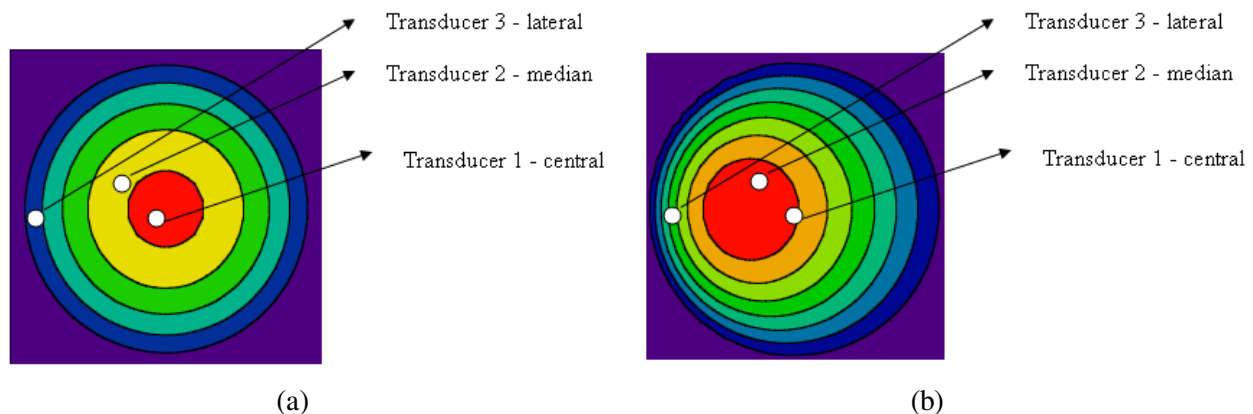 Transducer 3 - lateral
Transducer 2 - median
Transducer 1 - central
(a)
Transducer 3 - lateral
Transducer 2 - median
Transducer 1 - central
(b)